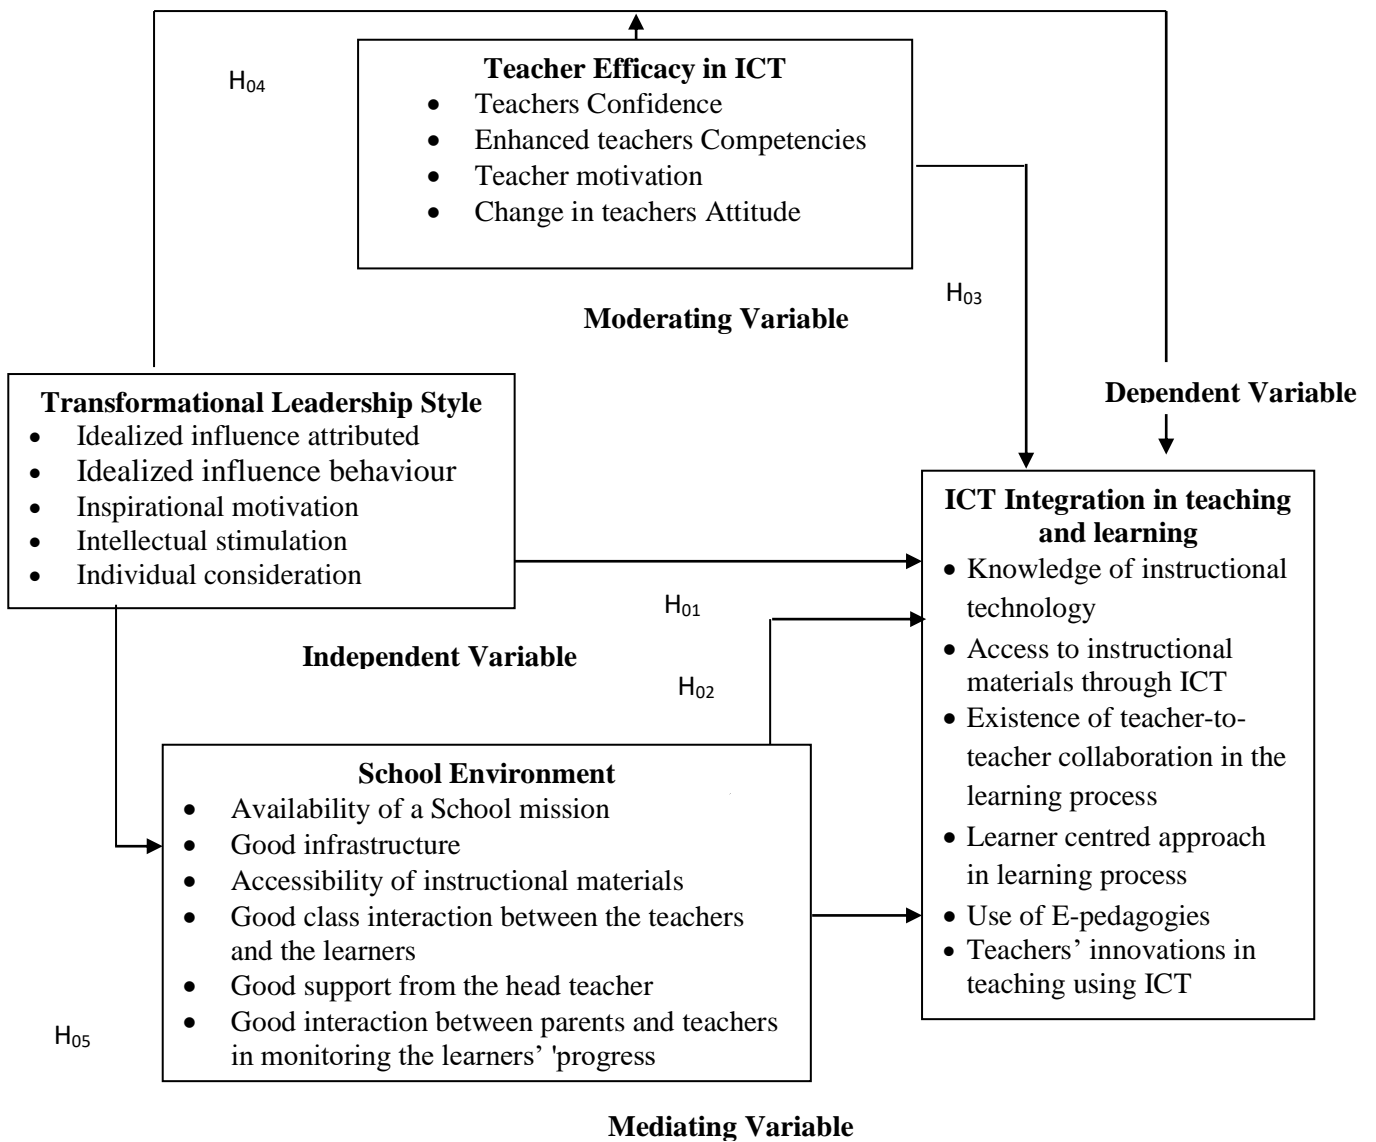 H04
Teacher Efficacy in ICT
• Teachers Confidence
• Enhanced teachers Competencies
• Teacher motivation
• Change in teachers Attitude
H03
Moderating Variable
Transformational Leadership Style
• Idealized influence attributed
• Idealized influence behaviour
• Inspirational motivation
• Intellectual stimulation
• Individual consideration
Dependent Variable
ICT Integration in teaching
and learning
• Knowledge of instructional
technology
• Access to instructional
materials through ICT
• Existence of teacher-to-
teacher collaboration in the
learning process
• Learner centred approach
in learning process
• Use of E-pedagogies
• Teachers’ innovations in
teaching using ICT
H01
Independent Variable
H02
School Environment
• Availability of a School mission
• Good infrastructure
• Accessibility of instructional materials
• Good class interaction between the teachers
and the learners
• Good support from the head teacher
• Good interaction between parents and teachers
in monitoring the learners’ 'progress
H05
Mediating Variable